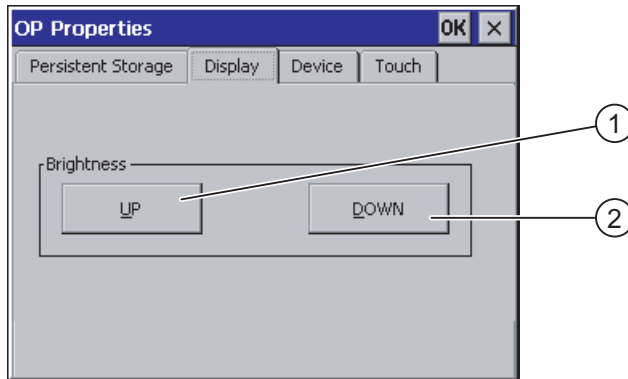 OP Properties OK ×
Persistent Storage Display Device Touch
1
Brightness
UP DOWN
2